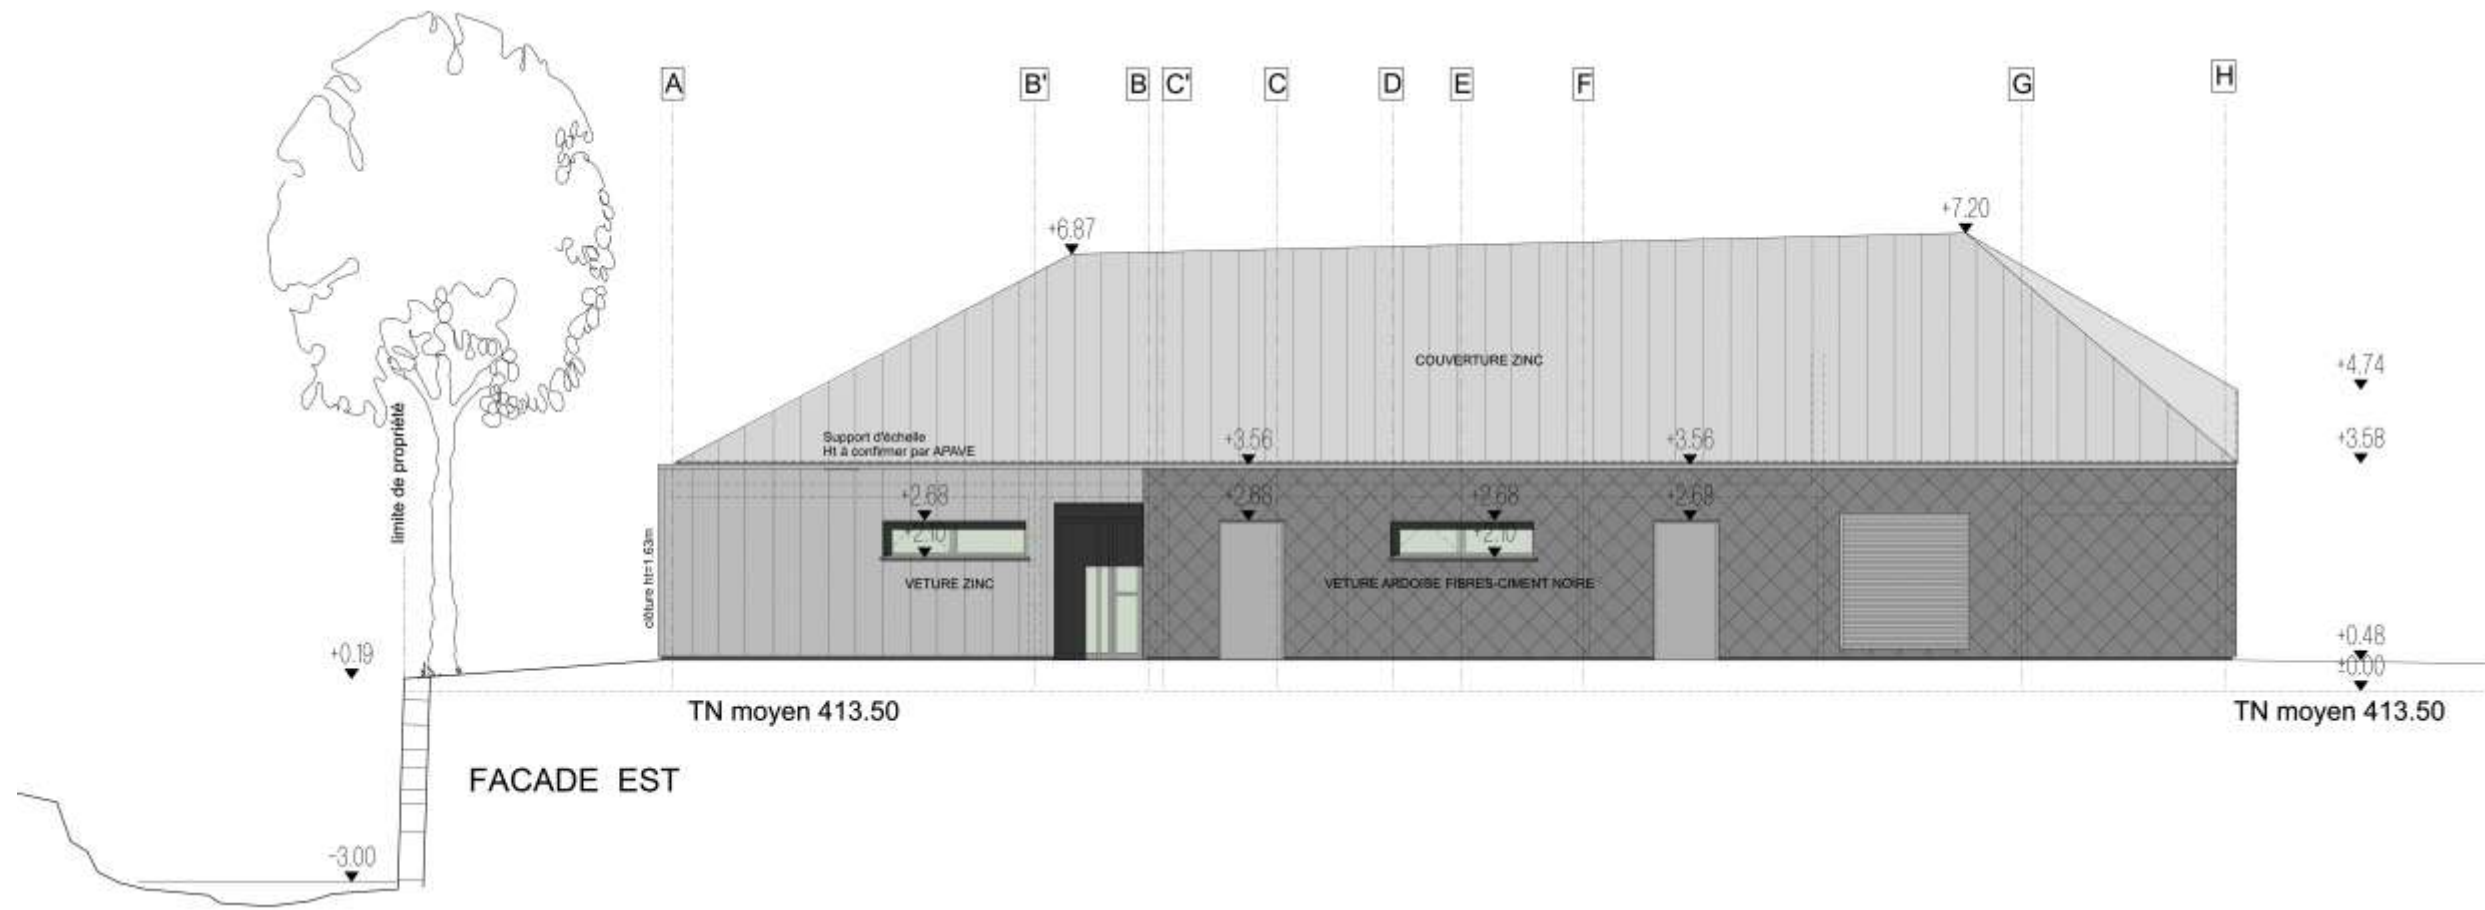 A
B'
B
C'
C
D
E
F
G
H
+6.87
+7.20
COUVERTURE ZINC
+4.74
limite de propriété
Support d'échelle
Ht à confirmer par APAVE
+3.56
+3.56
+3.58
+2.68
+2.68
+2.68
+2.68
+2.10
+2.10
clôture ht=1.63m
VETURE ZINC
VETURE ARDOISE FIBRES-CIMENT NOIRE
+0.19
+0.48
±0.00
TN moyen 413.50
TN moyen 413.50
FACADE EST
-3.00